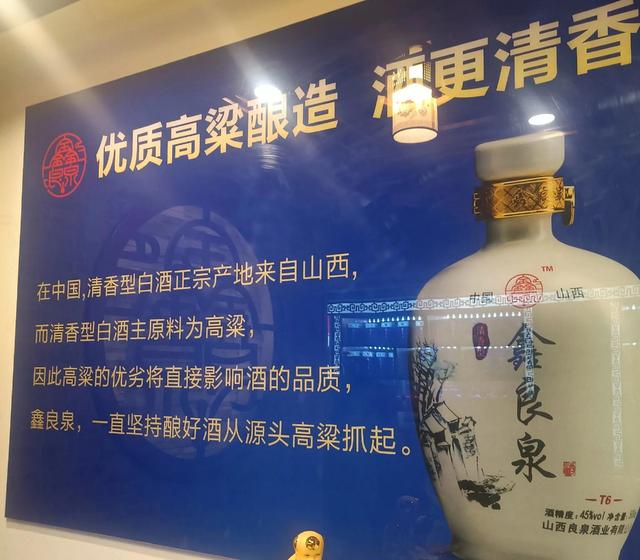 优质高粱酿造 酒更清香
在中国,清香型白酒正宗产地来自山西,
而清香型白酒主原料为高粱,
因此高粱的优劣将直接影响酒的品质,
鑫良泉,一直坚持酿好酒从源头高粱抓起。
TM
中国 山西
鑫良泉
T6
酒精度:45%vol 净含量:
山西良泉酒业有限